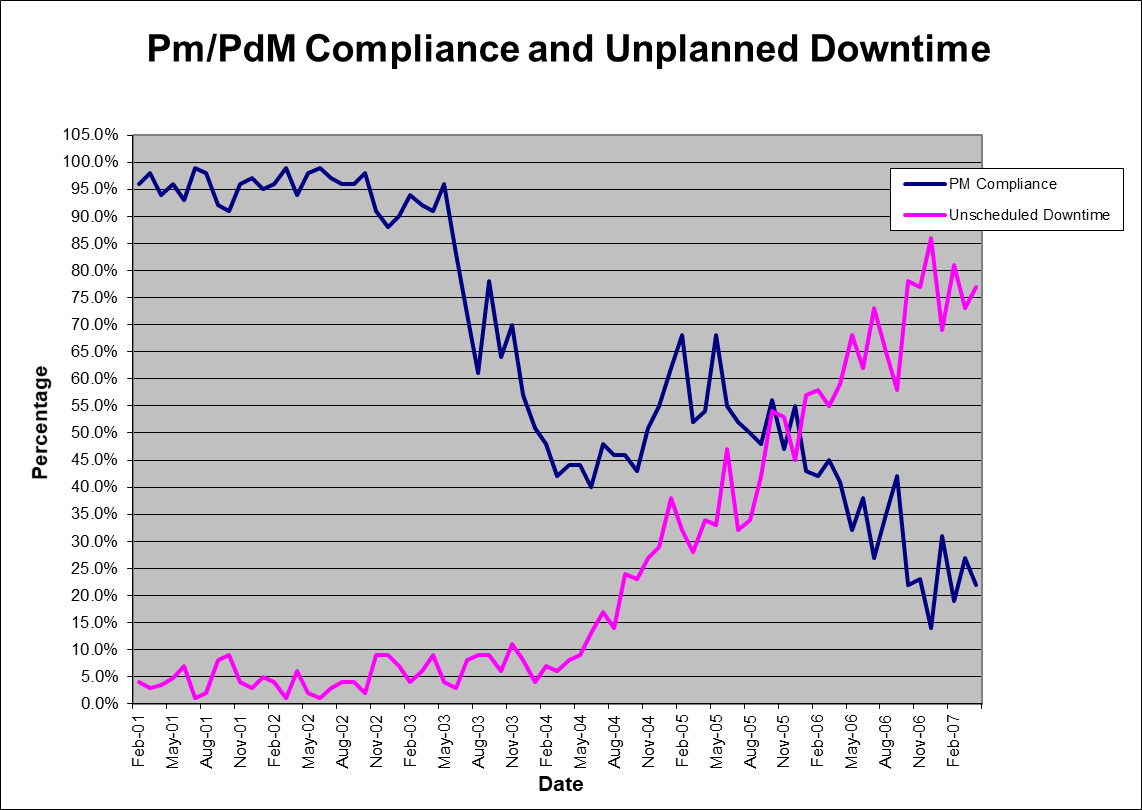 Pm/PdM Compliance and Unplanned Downtime
105.0%
100.0%
95.0%
90.0%
85.0%
80.0%
75.0%
70.0%
65.0%
60.0%
55.0%
50.0%
45.0%
40.0%
35.0%
30.0%
25.0%
20.0%
15.0%
10.0%
5.0%
0.0%
Percentage
PM Compliance
Unscheduled Downtime
Feb-01
May-01
Aug-01
Nov-01
Feb-02
May-02
Aug-02
Nov-02
Feb-03
May-03
Aug-03
Nov-03
Feb-04
May-04
Aug-04
Nov-04
Feb-05
May-05
Aug-05
Nov-05
Feb-06
May-06
Aug-06
Nov-06
Feb-07
Date